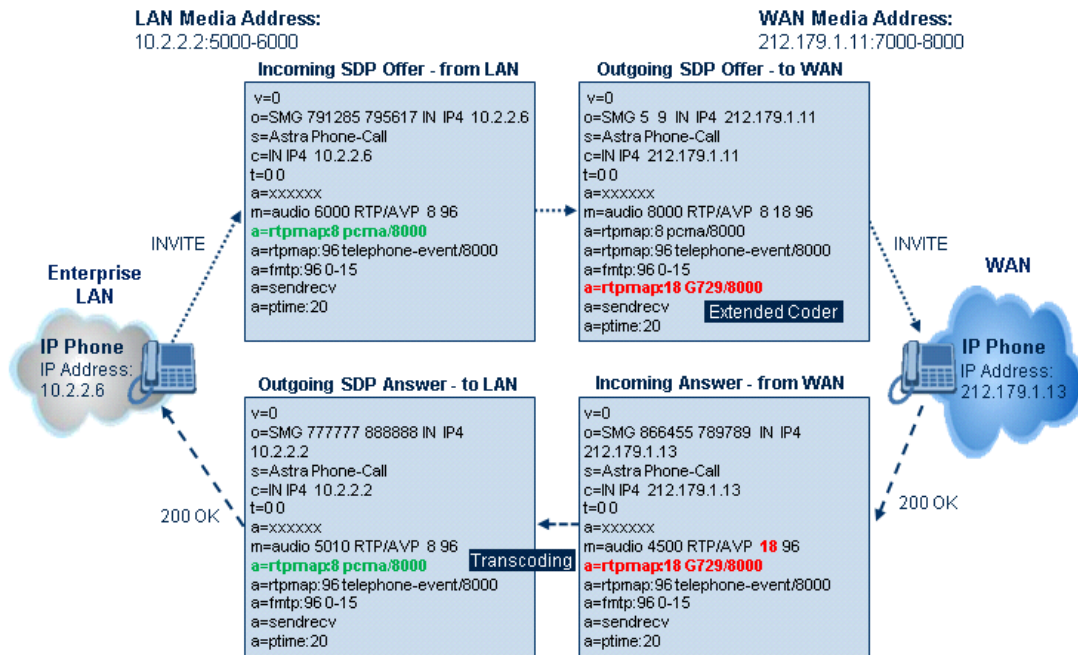 LAN Media Address:
10.2.2.2:5000-6000
WAN Media Address:
212.179.1.11:7000-8000
Incoming SDP Offer - from LAN
v=0
o=SMG 791285 795617 IN IP4 10.2.2.6
s=Astra Phone-Call
c=IN IP4 10.2.2.6
t=0 0
a=xxxxxx
m=audio 6000 RTP/AVP 8 96
a=rtpmap:8 pcma/8000
a=rtpmap:96 telephone-event/8000
a=fmtp:96 0-15
a=sendrecv
a=ptime:20
Outgoing SDP Offer - to WAN
v=0
o=SMG 5 9 IN IP4 212.179.1.11
s=Astra Phone-Call
c=IN IP4 212.179.1.11
t=0 0
a=xxxxxx
m=audio 8000 RTP/AVP 8 18 96
a=rtpmap:8 pcma/8000
a=rtpmap:96 telephone-event/8000
a=fmtp:96 0-15
a=rtpmap:18 G729/8000
a=sendrecv
Extended Coder
a=ptime:20
INVITE
INVITE
Enterprise
LAN
IP Phone
IP Address:
10.2.2.6
WAN
IP Phone
IP Address:
212.179.1.13
Outgoing SDP Answer - to LAN
v=0
o=SMG 777777 888888 IN IP4
10.2.2.2
s=Astra Phone-Call
c=IN IP4 10.2.2.2
t=0 0
a=xxxxxx
m=audio 5010 RTP/AVP 8 96
a=rtpmap:8 pcma/8000
a=rtpmap:96 telephone-event/8000
a=fmtp:96 0-15
a=sendrecv
a=ptime:20
Transcoding
Incoming Answer - from WAN
v=0
o=SMG 866455 789789 IN IP4
212.179.1.13
s=Astra Phone-Call
c=IN IP4 212.179.1.13
t=0 0
a=xxxxxx
m=audio 4500 RTP/AVP 18 96
a=rtpmap:18 G729/8000
a=rtpmap:96 telephone-event/8000
a=fmtp:96 0-15
a=sendrecv
a=ptime:20
200 OK
200 OK